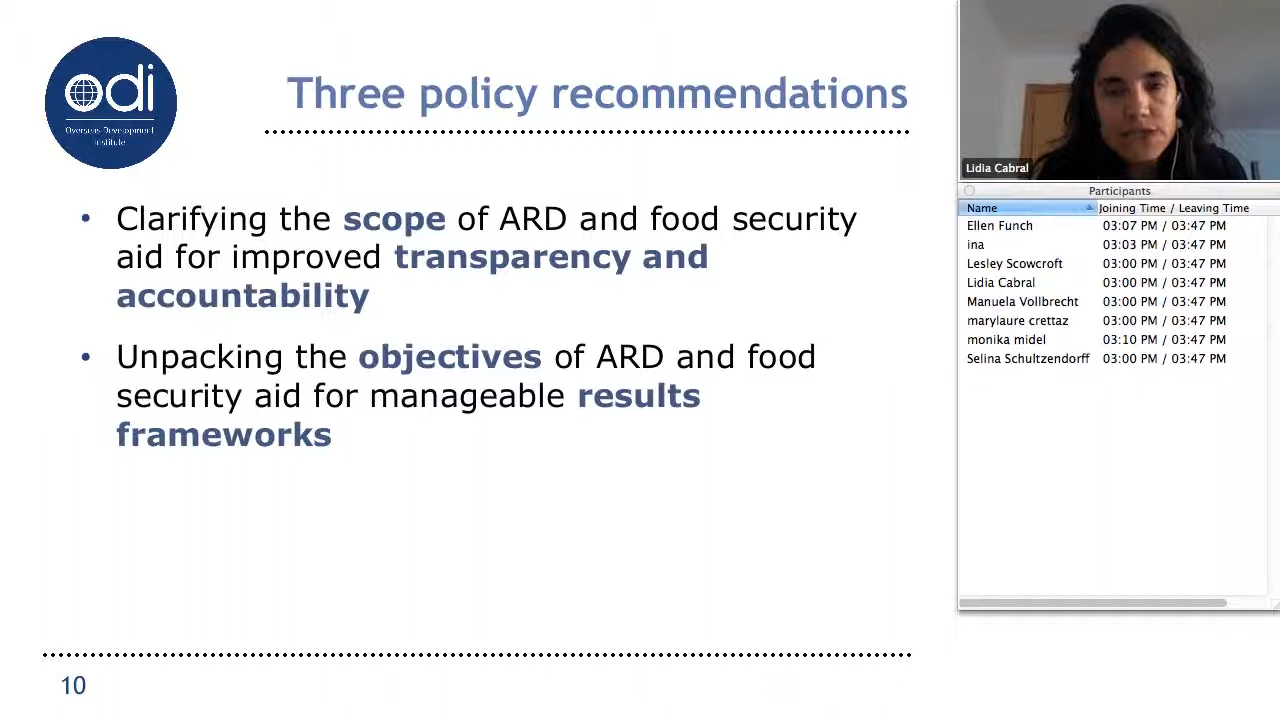 odi
Overseas Development
Institute
Three policy recommendations
• Clarifying the scope of ARD and food security
aid for improved transparency and
accountability
• Unpacking the objectives of ARD and food
security aid for manageable results
frameworks
10
Lidia Cabral
Participants
Name Joining Time / Leaving Time
Ellen Funch 03:07 PM / 03:47 PM
ina 03:03 PM / 03:47 PM
Lesley Scowcroft 03:00 PM / 03:47 PM
Lidia Cabral 03:00 PM / 03:47 PM
Manuela Vollbrecht 03:00 PM / 03:47 PM
marylaure crettaz 03:00 PM / 03:47 PM
monika midel 03:10 PM / 03:47 PM
Selina Schultzendorff 03:00 PM / 03:47 PM